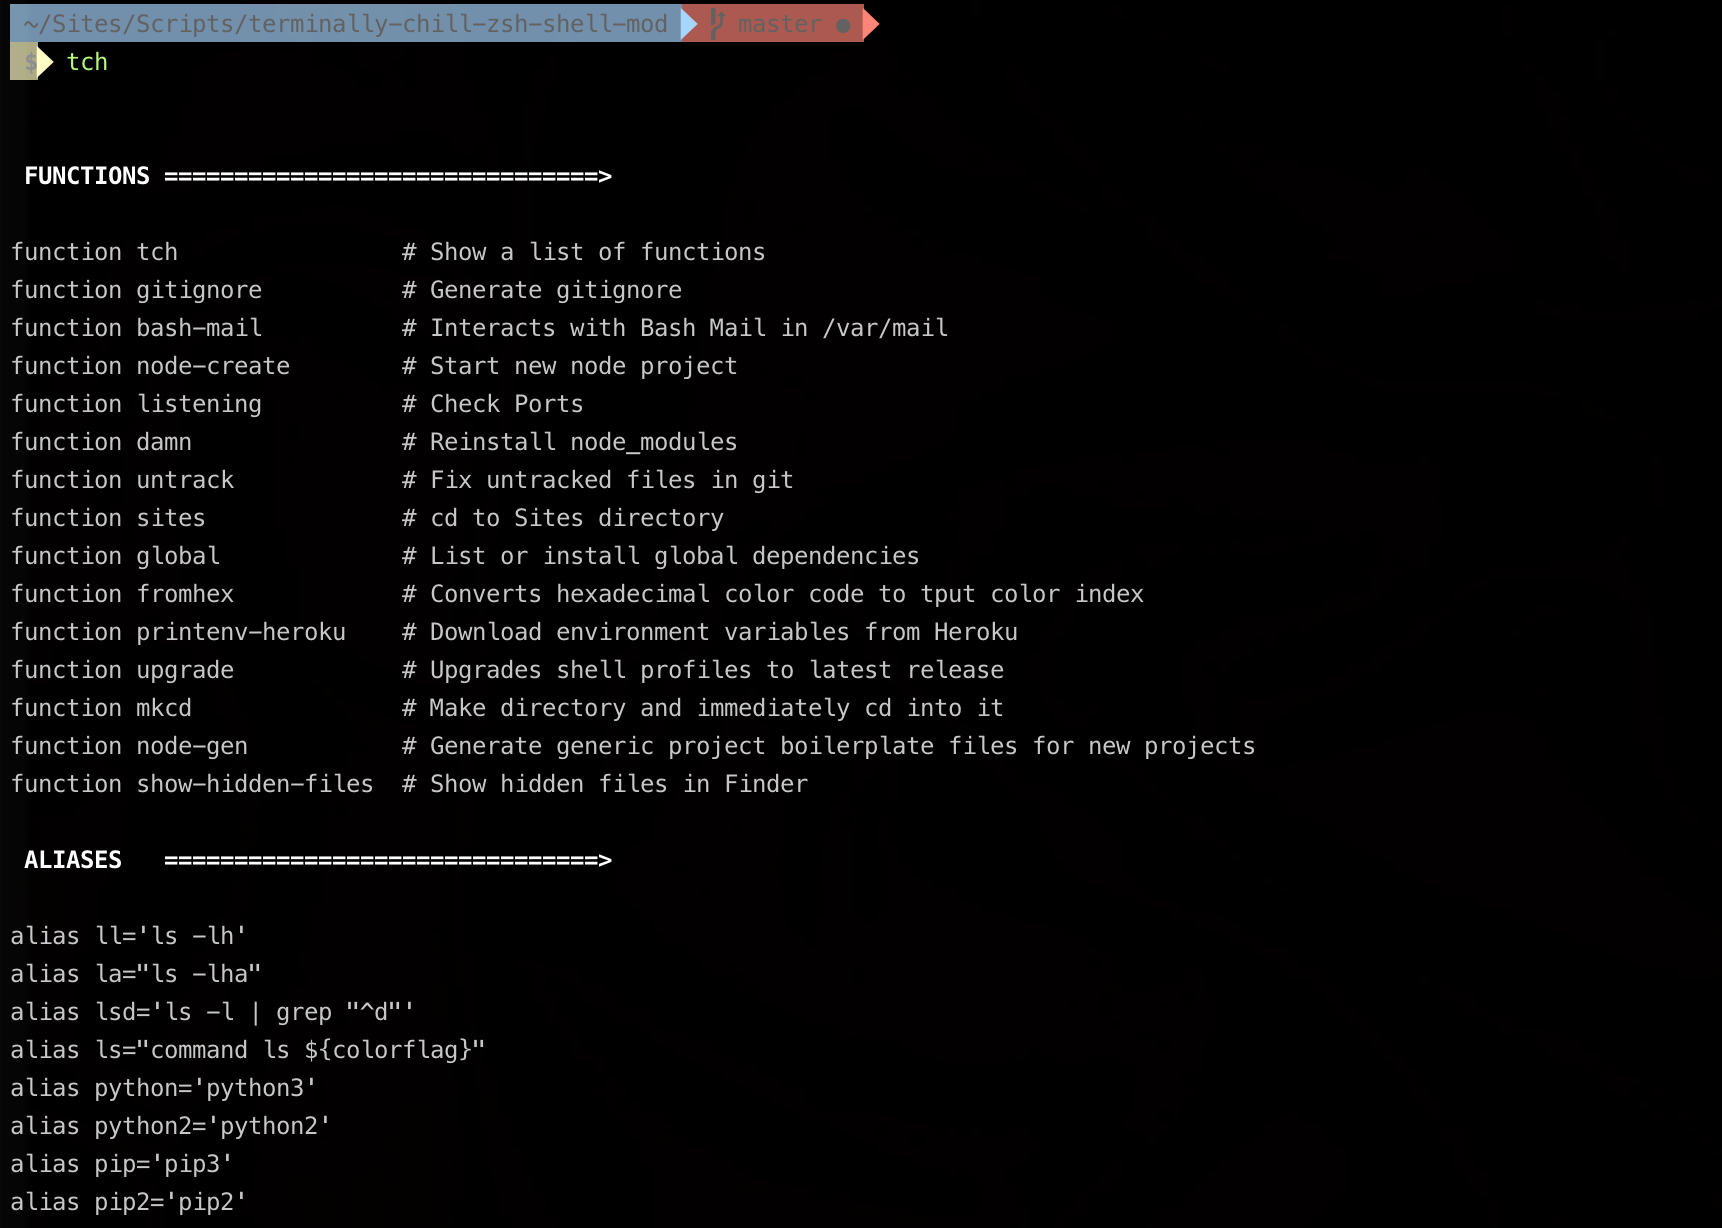 ~/Sites/Scripts/terminally-chill-zsh-shell-mod master ●
$ tch
FUNCTIONS ===============================>
function tch                # Show a list of functions
function gitignore          # Generate gitignore
function bash-mail          # Interacts with Bash Mail in /var/mail
function node-create        # Start new node project
function listening          # Check Ports
function damn               # Reinstall node_modules
function untrack            # Fix untracked files in git
function sites              # cd to Sites directory
function global             # List or install global dependencies
function fromhex            # Converts hexadecimal color code to tput color index
function printenv-heroku    # Download environment variables from Heroku
function upgrade            # Upgrades shell profiles to latest release
function mkcd               # Make directory and immediately cd into it
function node-gen           # Generate generic project boilerplate files for new projects
function show-hidden-files  # Show hidden files in Finder
ALIASES   ===============================>
alias ll='ls -lh'
alias la="ls -lha"
alias lsd='ls -l | grep "^d"'
alias ls="command ls ${colorflag}"
alias python='python3'
alias python2='python2'
alias pip='pip3'
alias pip2='pip2'